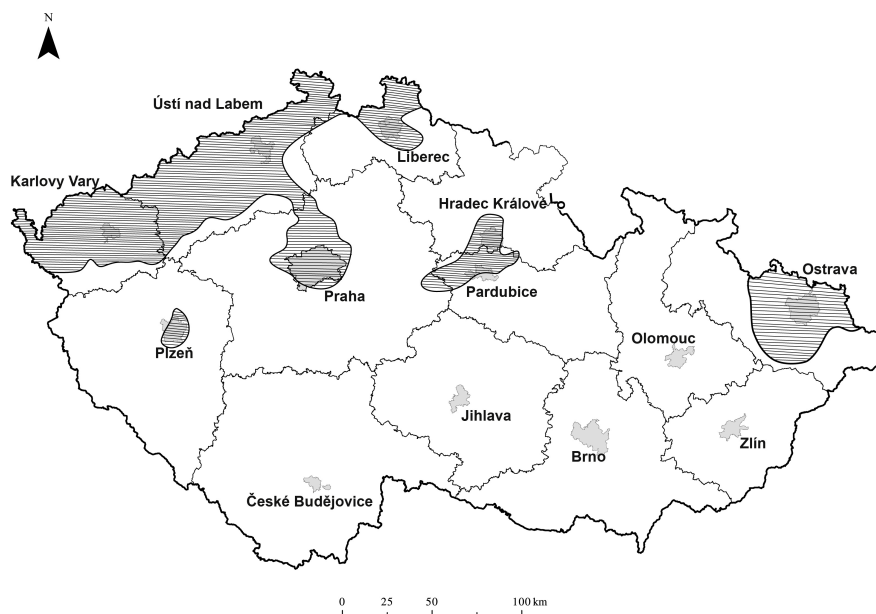 N
Ústí nad Labem
Liberec
Karlovy Vary
Hradec Králové
Ostrava
Praha
Pardubice
Plzeň
Olomouc
Jihlava
Zlín
Brno
České Budějovice
0 25 50 100 km